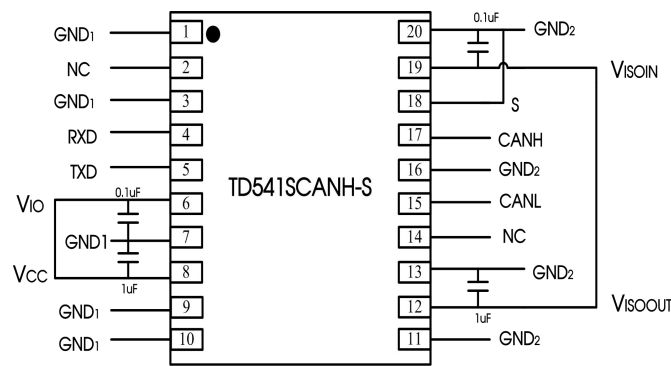 GND1 1 20 0.1uF GND2
NC 2 19 VISOIN
GND1 3 18 S
RXD 4 17 CANH
TXD 5 16 GND2
TD541SCANH-S
VIO 0.1uF 6 15 CANL
GND1 7 14 NC
VCC 1uF 8 13 GND2
GND1 9 12 1uF VISOOUT
GND1 10 11 GND2